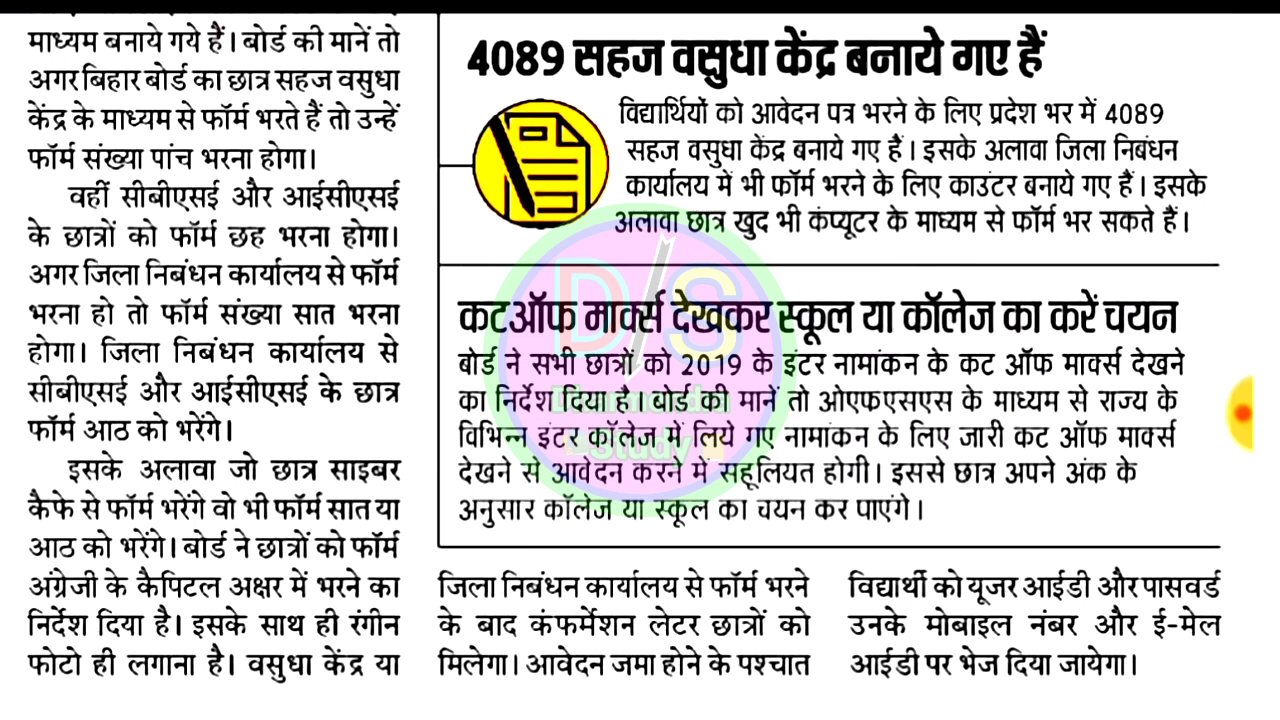 माध्यम बनाये गये हैं। बोर्ड की मानें तो
अगर बिहार बोर्ड का छात्र सहज वसुधा
केंद्र के माध्यम से फॉर्म भरते हैं तो उन्हें
फॉर्म संख्या पांच भरना होगा।
वहीं सीबीएसई और आईसीएसई
के छात्रों को फॉर्म छह भरना होगा।
अगर जिला निबंधन कार्यालय से फॉर्म
भरना हो तो फॉर्म संख्या सात भरना
होगा। जिला निबंधन कार्यालय से
सीबीएसई और आईसीएसई के छात्र
फॉर्म आठ को भरेंगे।
इसके अलावा जो छात्र साइबर
कैफे से फॉर्म भरेंगे वो भी फॉर्म सात या
आठ को भरेंगे। बोर्ड ने छात्रों को फॉर्म
अंग्रेजी के कैपिटल अक्षर में भरने का
निर्देश दिया है। इसके साथ ही रंगीन
फोटो ही लगाना है। वसुधा केंद्र या
4089 सहज वसुधा केंद्र बनाये गए हैं
विद्यार्थियों को आवेदन पत्र भरने के लिए प्रदेश भर में 4089
सहज वसुधा केंद्र बनाये गए हैं। इसके अलावा जिला निबंधन
कार्यालय में भी फॉर्म भरने के लिए काउंटर बनाये गए हैं। इसके
अलावा छात्र खुद भी कंप्यूटर के माध्यम से फॉर्म भर सकते हैं।
कटऑफ मार्क्स देखकर स्कूल या कॉलेज का करें चयन
बोर्ड ने सभी छात्रों को 2019 के इंटर नामांकन के कट ऑफ मार्क्स देखने
का निर्देश दिया है। बोर्ड की मानें तो ओएफएसएस के माध्यम से राज्य के
विभिन्न इंटर कॉलेज में लिये गए नामांकन के लिए जारी कट ऑफ मार्क्स
देखने से आवेदन करने में सहूलियत होगी। इससे छात्र अपने अंक के
अनुसार कॉलेज या स्कूल का चयन कर पाएंगे।
D/S
Study
जिला निबंधन कार्यालय से फॉर्म भरने
के बाद कंफर्मेशन लेटर छात्रों को
मिलेगा। आवेदन जमा होने के पश्चात
विद्यार्थी को यूजर आईडी और पासवर्ड
उनके मोबाइल नंबर और ई-मेल
आईडी पर भेज दिया जायेगा।